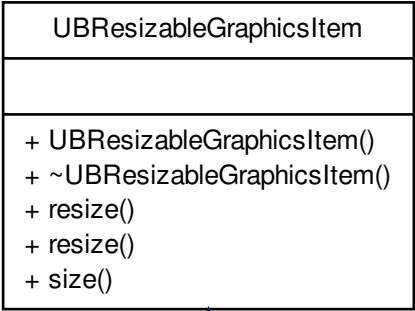 UBResizableGraphicsItem
+ UBResizableGraphicsItem()
+ ~UBResizableGraphicsItem()
+ resize()
+ resize()
+ size()